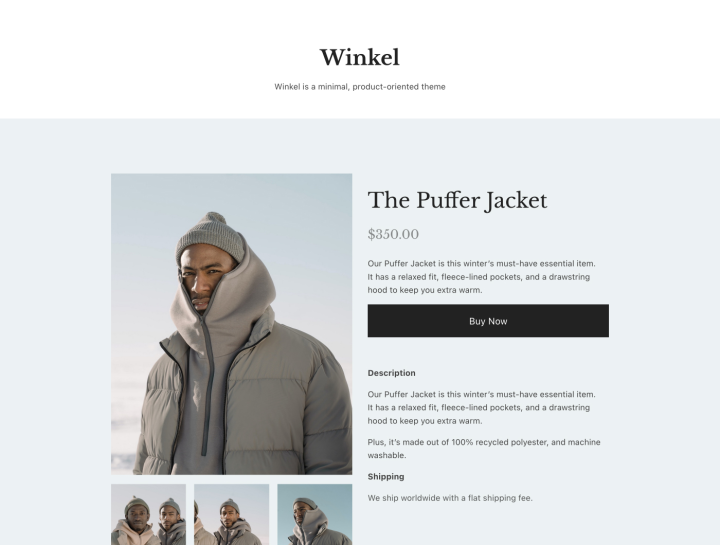 Winkel
Winkel is a minimal, product-oriented theme
The Puffer Jacket
$350.00
Our Puffer Jacket is this winter's must-have essential item.
It has a relaxed fit, fleece-lined pockets, and a drawstring
hood to keep you extra warm.
Buy Now
Description
Our Puffer Jacket is this winter's must-have essential item.
It has a relaxed fit, fleece-lined pockets, and a drawstring
hood to keep you extra warm.
Plus, it's made out of 100% recycled polyester, and machine
washable.
Shipping
We ship worldwide with a flat shipping fee.